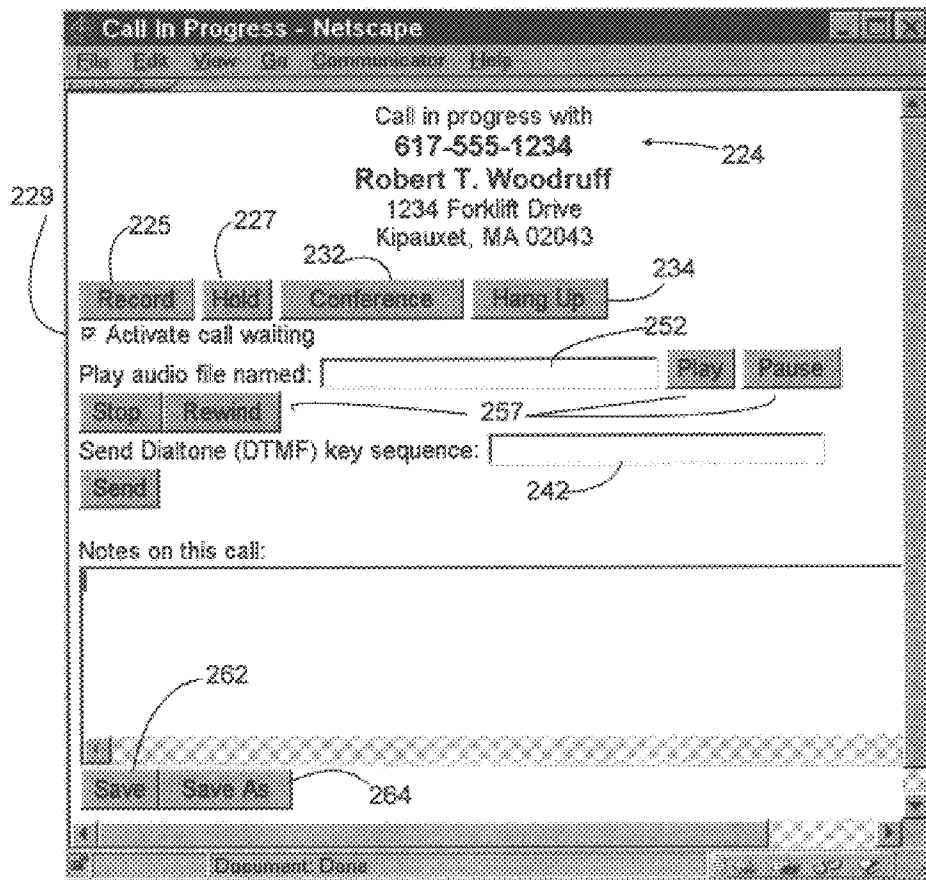 Call In Progress - Netscape
File Edit View Go Communicator Help
Call in progress with
617-555-1234
224
Robert T. Woodruff
229
1234 Forklift Drive
225
227
Kipauxet, MA 02043
232
234
Record Hold Conference Hang Up
Activate call waiting
252
Play audio file named: Play Pause
Stop Rewind
257
Send Dialtone (DTMF) key sequence:
Send
242
Notes on this call:
262
Save Save As
264
Document: Done